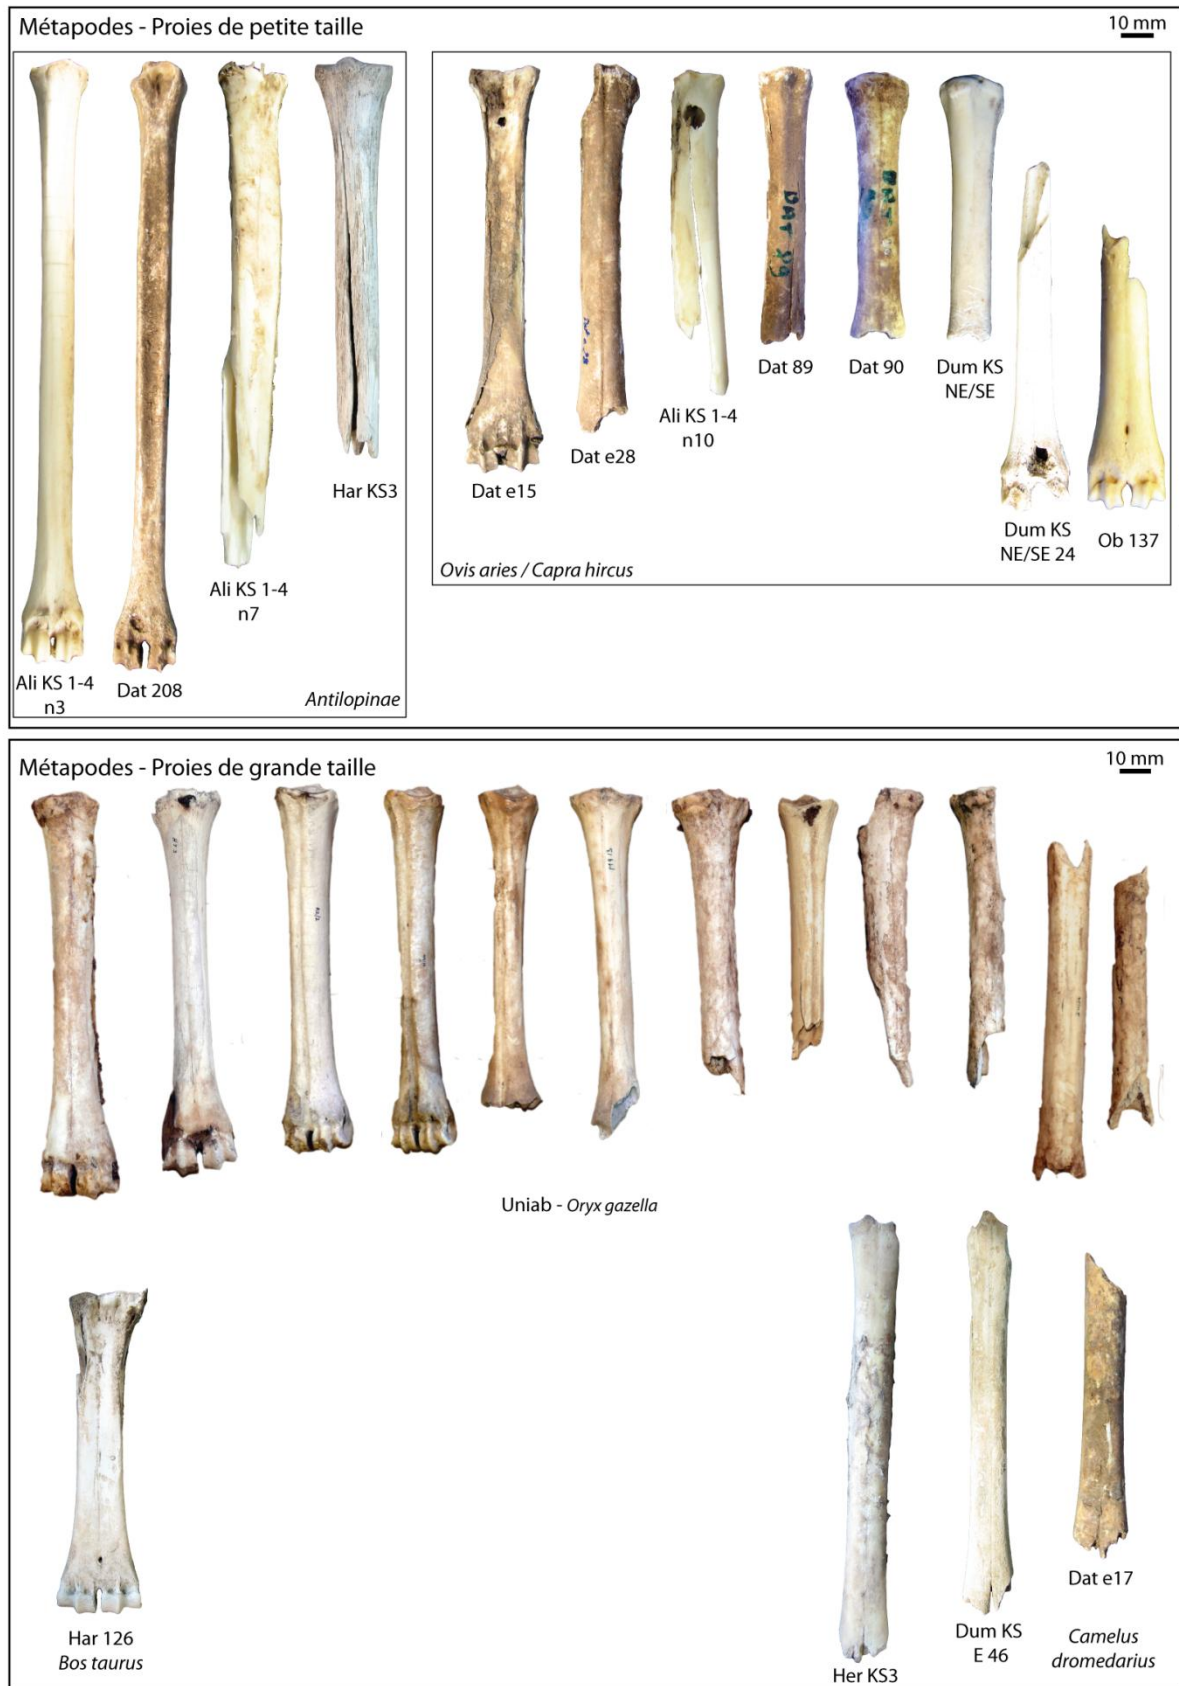 Métapodes - Proies de petite taille
10 mm
Ali KS 1-4
n3
Dat 208
Ali KS 1-4
n7
Har KS3
Antilopinae
Dat e15
Dat e28
Ali KS 1-4
n10
DAT 89
Dat 89
Dat 90
Dum KS
NE/SE
Dum KS
NE/SE 24
Ob 137
Ovis aries / Capra hircus
Métapodes - Proies de grande taille
10 mm
Uniab - Oryx gazella
Har 126
Bos taurus
Her KS3
Dum KS
E 46
Dat e17
Camelus
dromedarius